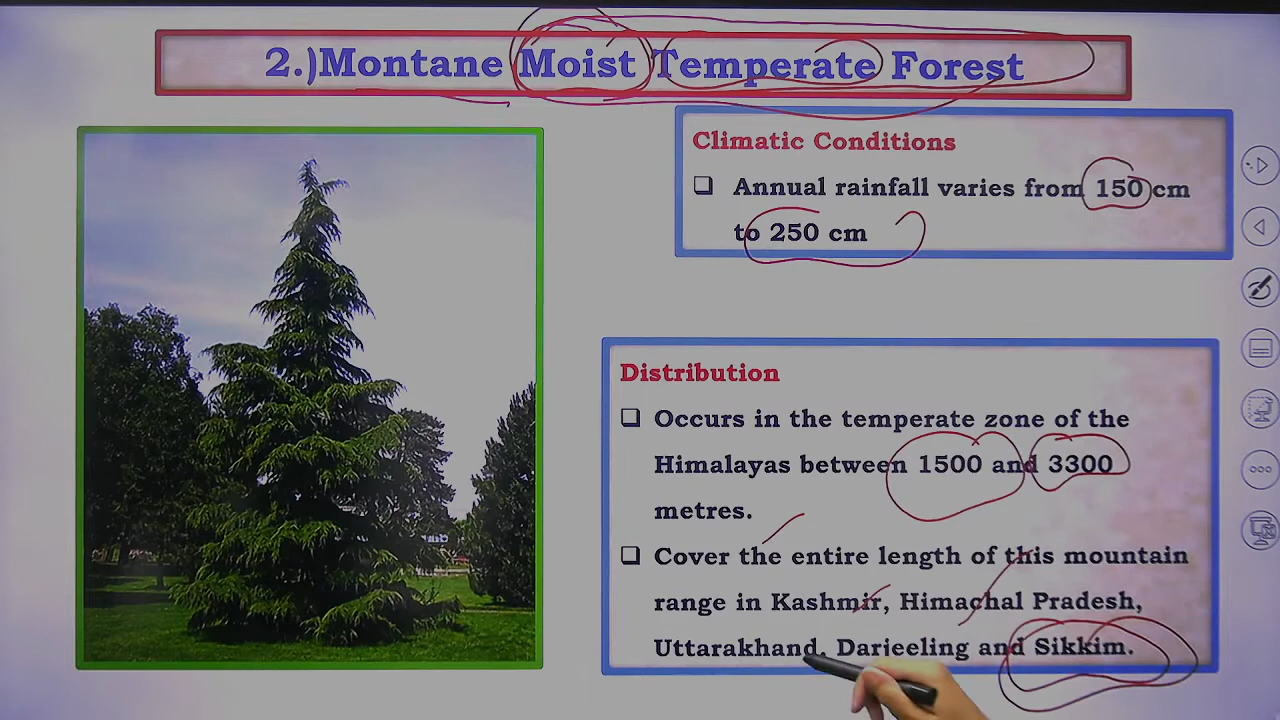 2.)Montane Moist Temperate Forest
Climatic Conditions
❑ Annual rainfall varies from 150 cm
to 250 cm
Distribution
❑ Occurs in the temperate zone of the
Himalayas between 1500 and 3300
metres.
❑ Cover the entire length of this mountain
range in Kashmir, Himachal Pradesh,
Uttarakhand, Darjeeling and Sikkim.